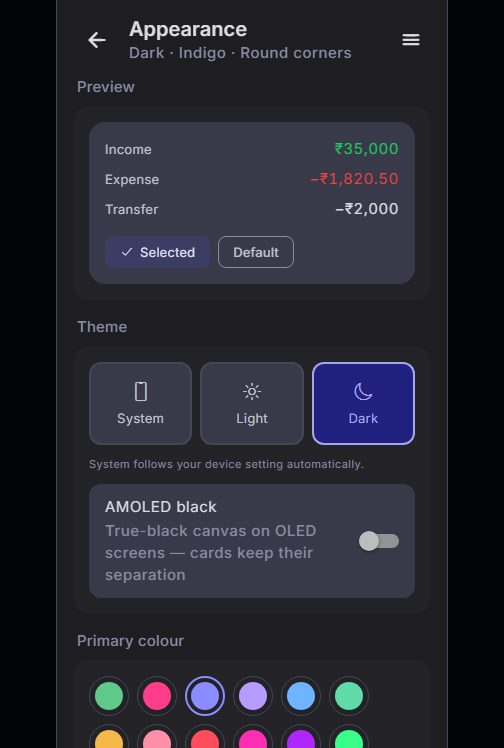 Appearance
Dark · Indigo · Round corners
Preview
Income ₹35,000
Expense −₹1,820.50
Transfer −₹2,000
Selected Default
Theme
System Light Dark
System follows your device setting automatically.
AMOLED black
True-black canvas on OLED
screens — cards keep their
separation
Primary colour